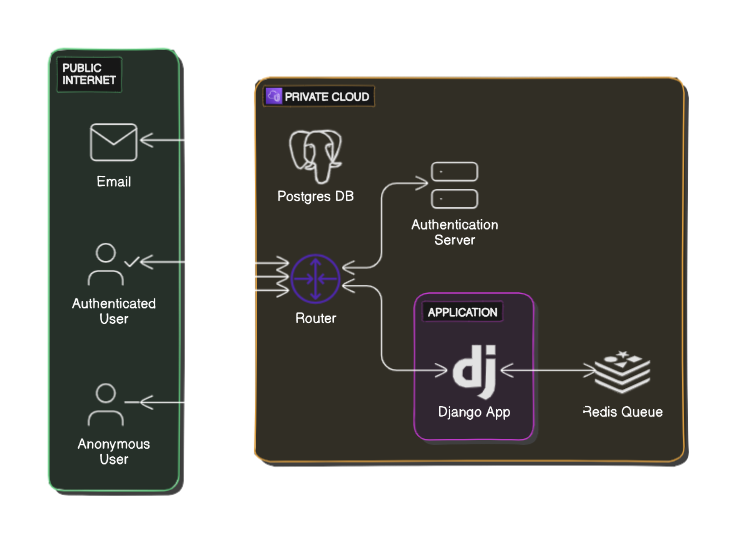 PUBLIC
INTERNET
Email
Authenticated
User
Anonymous
User
PRIVATE CLOUD
Postgres DB
Authentication
Server
Router
APPLICATION
dj
Django App
Redis Queue